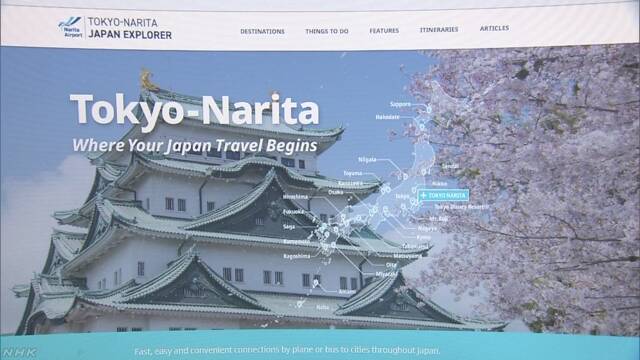 Narita Airport
TOKYO-NARITA
JAPAN EXPLORER
DESTINATIONS
THINGS TO DO
FEATURES
ITINERARIES
ARTICLES
Tokyo-Narita
Where Your Japan Travel Begins
Sapporo
Hakodate
Niigata
Sendai
Toyama
Kanazawa
Nikko
Osaka
Tokyo
TOKYO NARITA
Hiroshima
Tokyo Disney Resort®
Fukuoka
Mt. Fuji
Saga
Nagoya
Kyoto
Kumamoto
Takamatsu
Kagoshima
Matsuyama
Oita
Miyazaki
Amami
Naha
Fast, easy and convenient connections by plane or bus to cities throughout Japan.
NHK